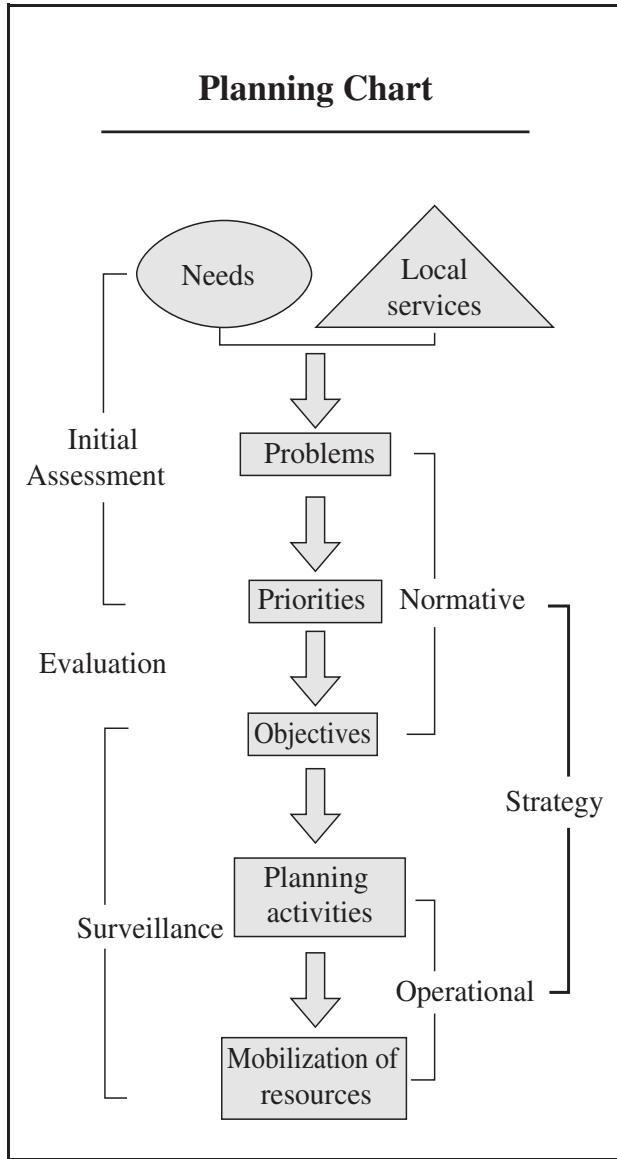 Planning Chart
Needs
Local
services
Initial
Assessment
Problems
Priorities
Normative
Evaluation
Objectives
Strategy
Planning
activities
Surveillance
Operational
Mobilization of
resources